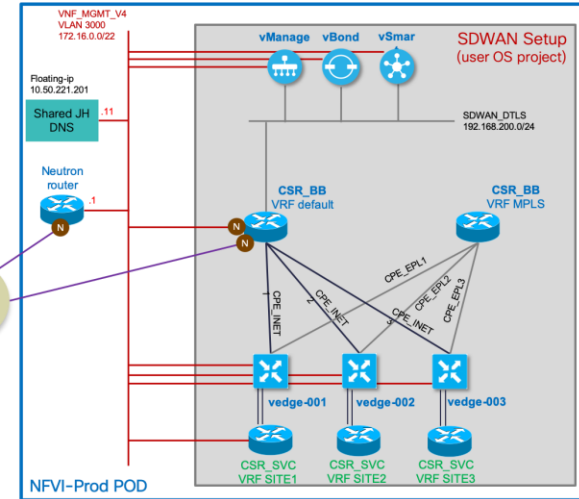 VNF_MGMT_V4
VLAN 3000
172.16.0.0/22
vManage
vBond
vSmar
SDWAN Setup
(user OS project)
Floating-ip
10.50.221.201
Shared JH
DNS
.11
SDWAN_DTLS
192.168.200.0/24
Neutron
router
.1
N
CSR_BB
VRF default
CSR_BB
VRF MPLS
N
N
CPE_EPL1
CPE_EPL2
CPE_EPL3
1
CPE_INET
2
CPE_INET
3
CPE_INET
vedge-001
vedge-002
vedge-003
CSR_SVC
VRF SITE1
CSR_SVC
VRF SITE2
CSR_SVC
VRF SITE3
NFVI-Prod POD